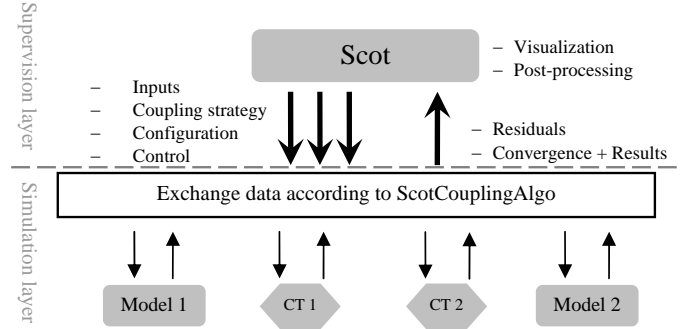 Supervision layer
Scot
– Visualization
– Post-processing
– Inputs
– Coupling strategy
– Configuration
– Control
– Residuals
– Convergence + Results
Simulation layer
Exchange data according to ScotCouplingAlgo
Model 1
CT 1
CT 2
Model 2